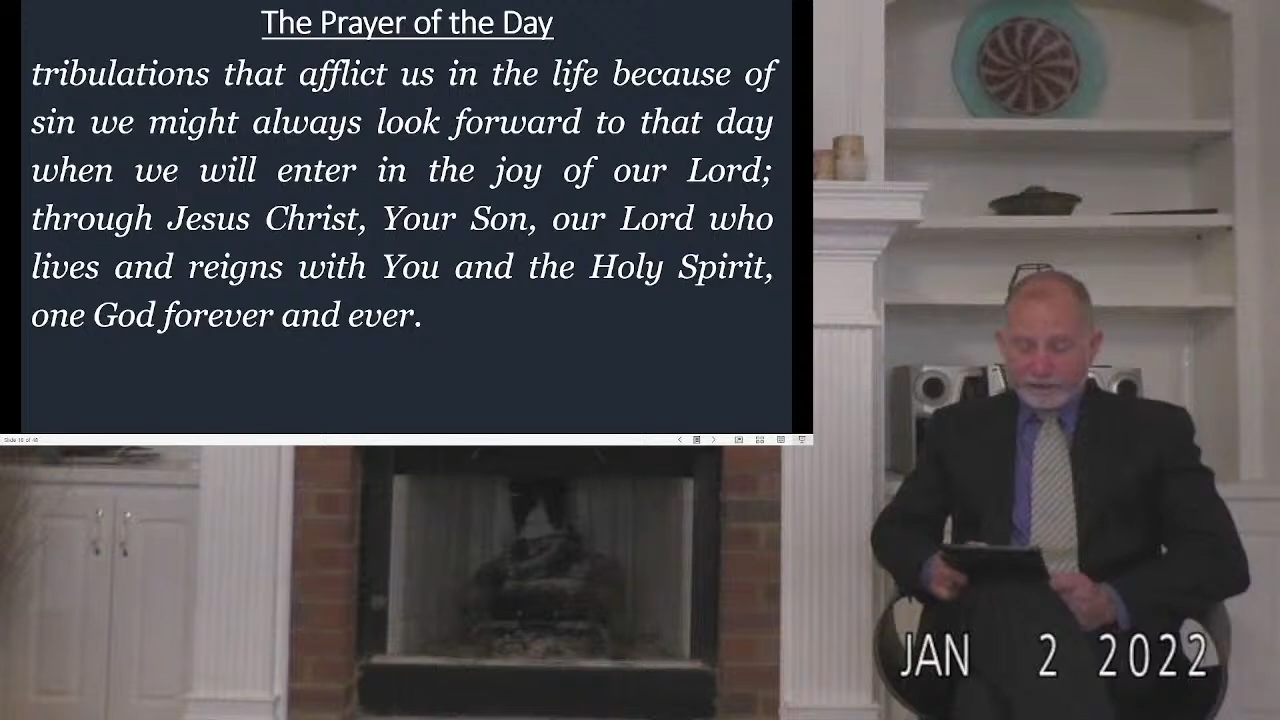 The Prayer of the Day
tribulations that afflict us in the life because of
sin we might always look forward to that day
when we will enter in the joy of our Lord;
through Jesus Christ, Your Son, our Lord who
lives and reigns with You and the Holy Spirit,
one God forever and ever.
JAN 2 2022